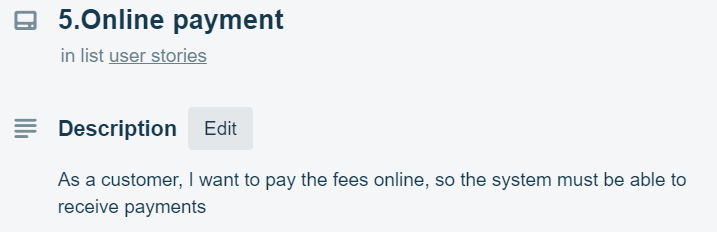 5.Online payment
in list user stories
Description Edit
As a customer, I want to pay the fees online, so the system must be able to
receive payments